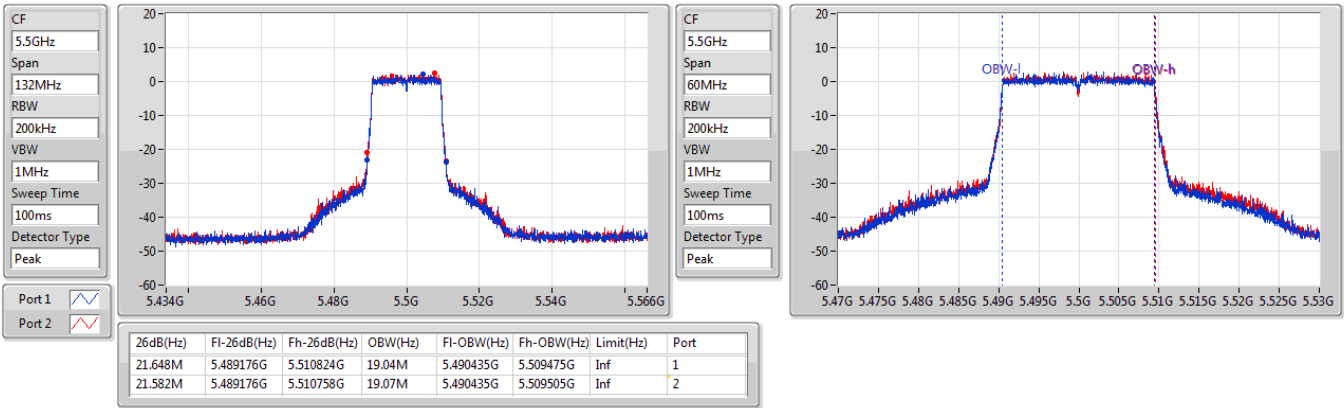 CF
5.5GHz
Span
132MHz
RBW
200kHz
VBW
1MHz
Sweep Time
100ms
Detector Type
Peak
Port 1
Port 2
20
10
0
-10
-20
-30
-40
-50
-60
5.434G 5.46G 5.48G 5.5G 5.52G 5.54G 5.566G
CF
5.5GHz
Span
60MHz
RBW
200kHz
VBW
1MHz
Sweep Time
100ms
Detector Type
Peak
20
10
0
-10
-20
-30
-40
-50
-60
OBW-l OBW-h
5.47G 5.475G 5.48G 5.485G 5.49G 5.495G 5.5G 5.505G 5.51G 5.515G 5.52G 5.525G 5.53G
26dB(Hz) Fl-26dB(Hz) Fh-26dB(Hz) OBW(Hz) Fl-OBW(Hz) Fh-OBW(Hz) Limit(Hz) Port
21.648M 5.489176G 5.510824G 19.04M 5.490435G 5.509475G Inf 1
21.582M 5.489176G 5.510758G 19.07M 5.490435G 5.509505G Inf 2